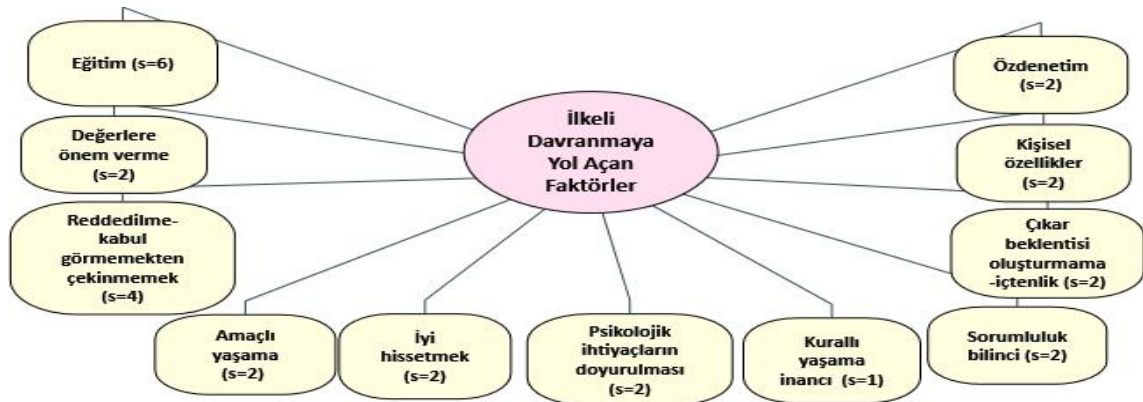 İlkeli
Davranmaya
Yol Açan
Faktörler
Eğitim (s=6)
Değerlere
önem verme
(s=2)
Reddedilme-
kabul
görmemekten
çekinmemek
(s=4)
Amaçlı
yaşama
(s=2)
İyi
hissetmek
(s=2)
Psikolojik
ihtiyaçların
doyurulması
(s=2)
Kurallı
yaşama
inancı (s=1)
Sorumluluk
bilinci (s=2)
Çıkar
beklentisi
oluşturmama
-içtenlik (s=2)
Kişisel
özellikler
(s=2)
Özdenetim
(s=2)